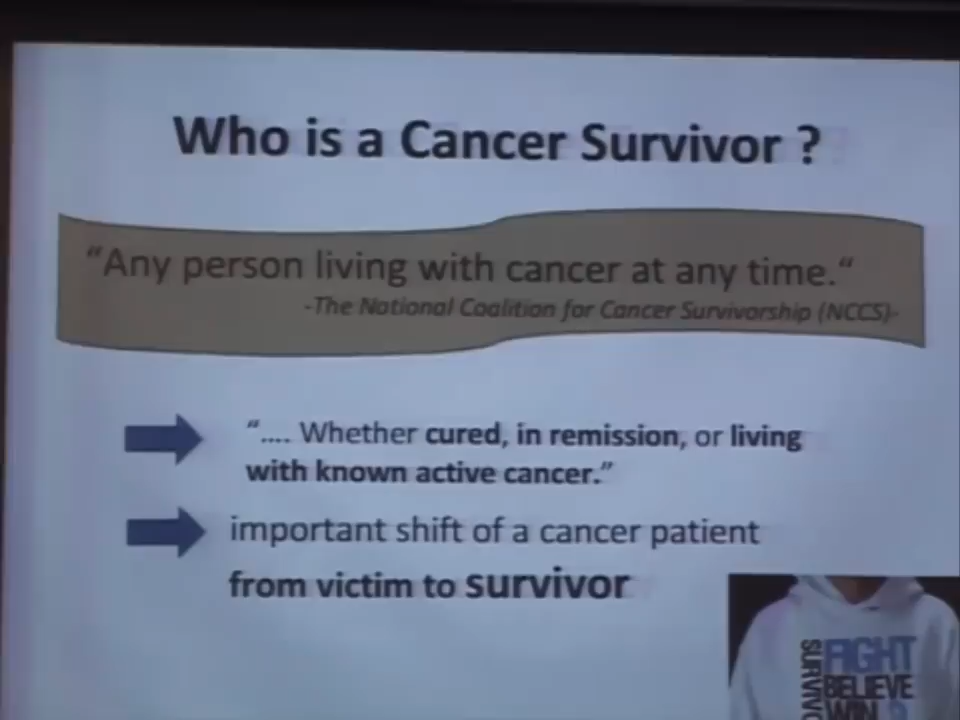 Who is a Cancer Survivor ?
“Any person living with cancer at any time.“
-The National Coalition for Cancer Survivorship (NCCS)-
“.... Whether cured, in remission, or living
with known active cancer.”
important shift of a cancer patient
from victim to survivor
FIGHT
BELIEVE
WIN